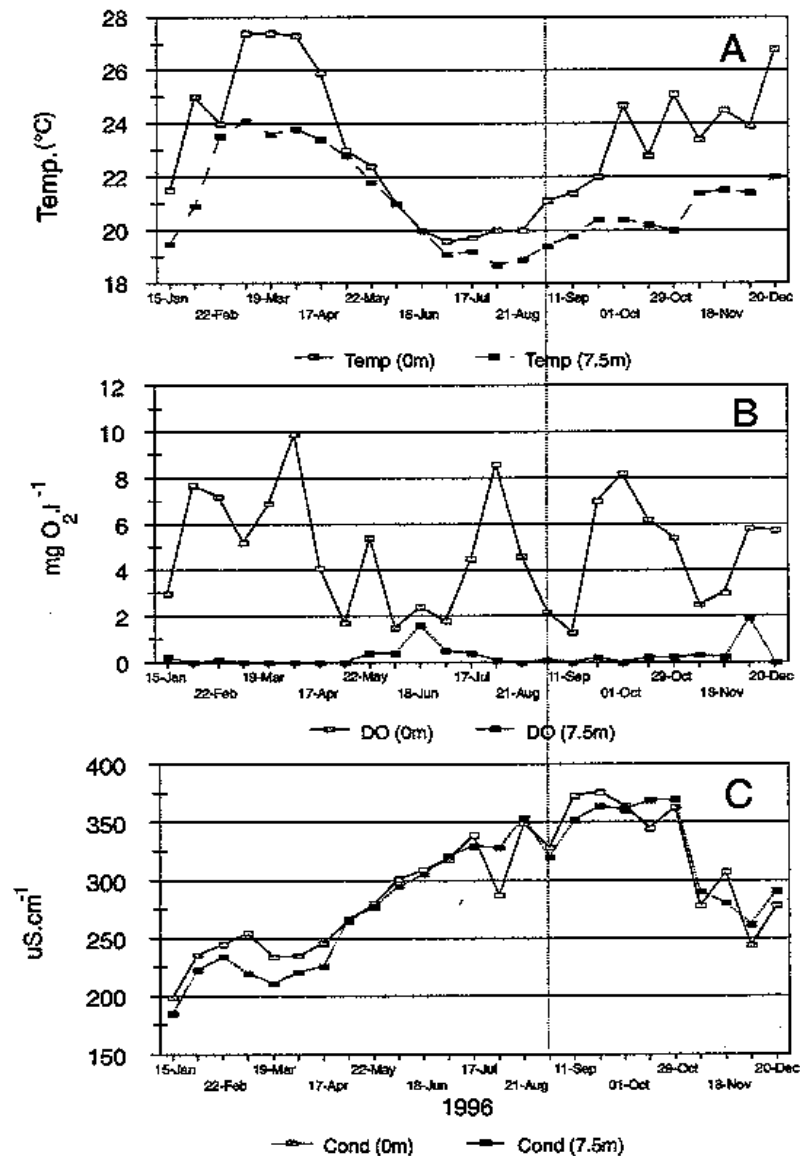 A
Temp.(°C)
28
26
24
22
20
18
15-Jan 19-Mar 22-May 17-Jul 11-Sep 29-Oct 20-Dec
22-Feb 17-Apr 18-Jun 21-Aug 01-Oct 18-Nov
Temp (0m) Temp (7.5m)
B
mg O2.l-1
12
10
8
6
4
2
0
15-Jan 19-Mar 22-May 17-Jul 11-Sep 29-Oct 20-Dec
22-Feb 17-Apr 18-Jun 21-Aug 01-Oct 18-Nov
DO (0m) DO (7.5m)
C
uS.cm-1
400
350
300
250
200
150
15-Jan 19-Mar 22-May 17-Jul 11-Sep 29-Oct 20-Dec
22-Feb 17-Apr 18-Jun 21-Aug 01-Oct 18-Nov
1996
Cond (0m) Cond (7.5m)